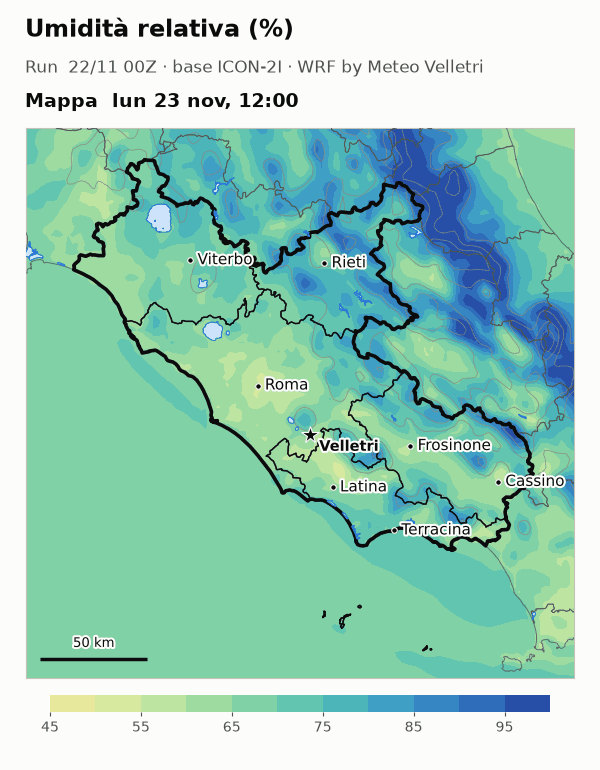 Umidità relativa (%)
Run 22/11 00Z · base ICON-2I · WRF by Meteo Velletri
Mappa lun 23 nov, 12:00
Viterbo
Rieti
Roma
Velletri
Frosinone
Latina
Cassino
Terracina
50 km
45 55 65 75 85 95